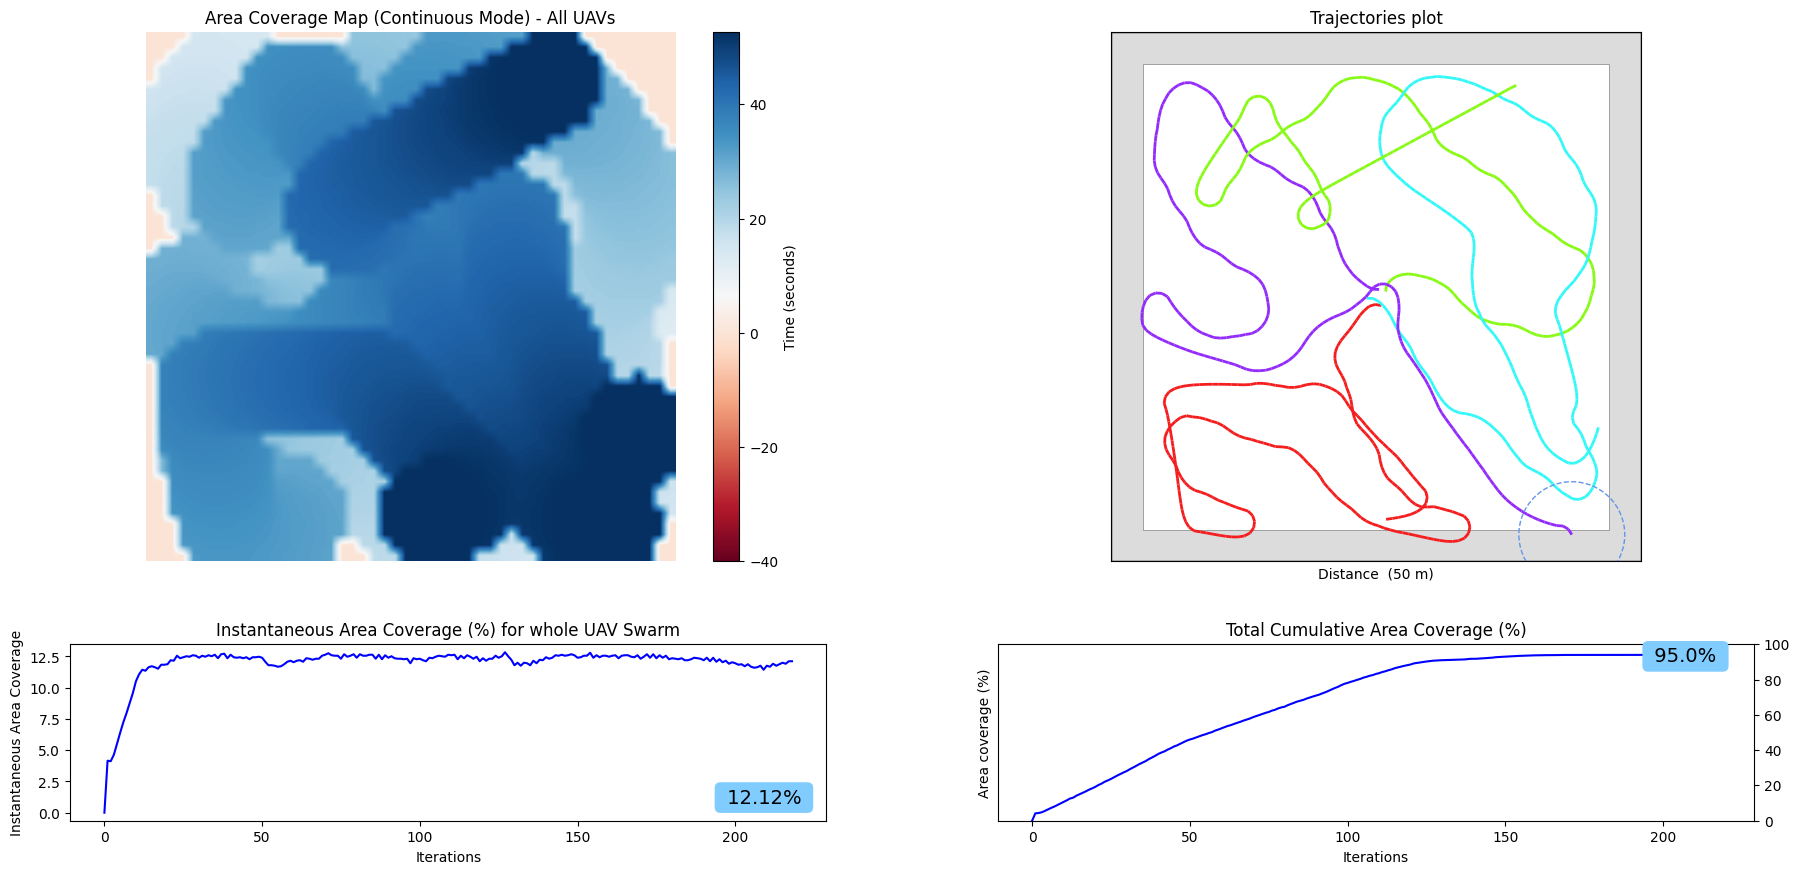 Area Coverage Map (Continuous Mode) - All UAVs
40
20
0
−20
−40
Time (seconds)
Trajectories plot
Distance  (50 m)
Instantaneous Area Coverage (%) for whole UAV Swarm
Instantaneous Area Coverage
12.5
10.0
7.5
5.0
2.5
0.0
12.12%
0 50 100 150 200
Iterations
Total Cumulative Area Coverage (%)
Area coverage (%)
95.0%
100
80
60
40
20
0
0 50 100 150 200
Iterations